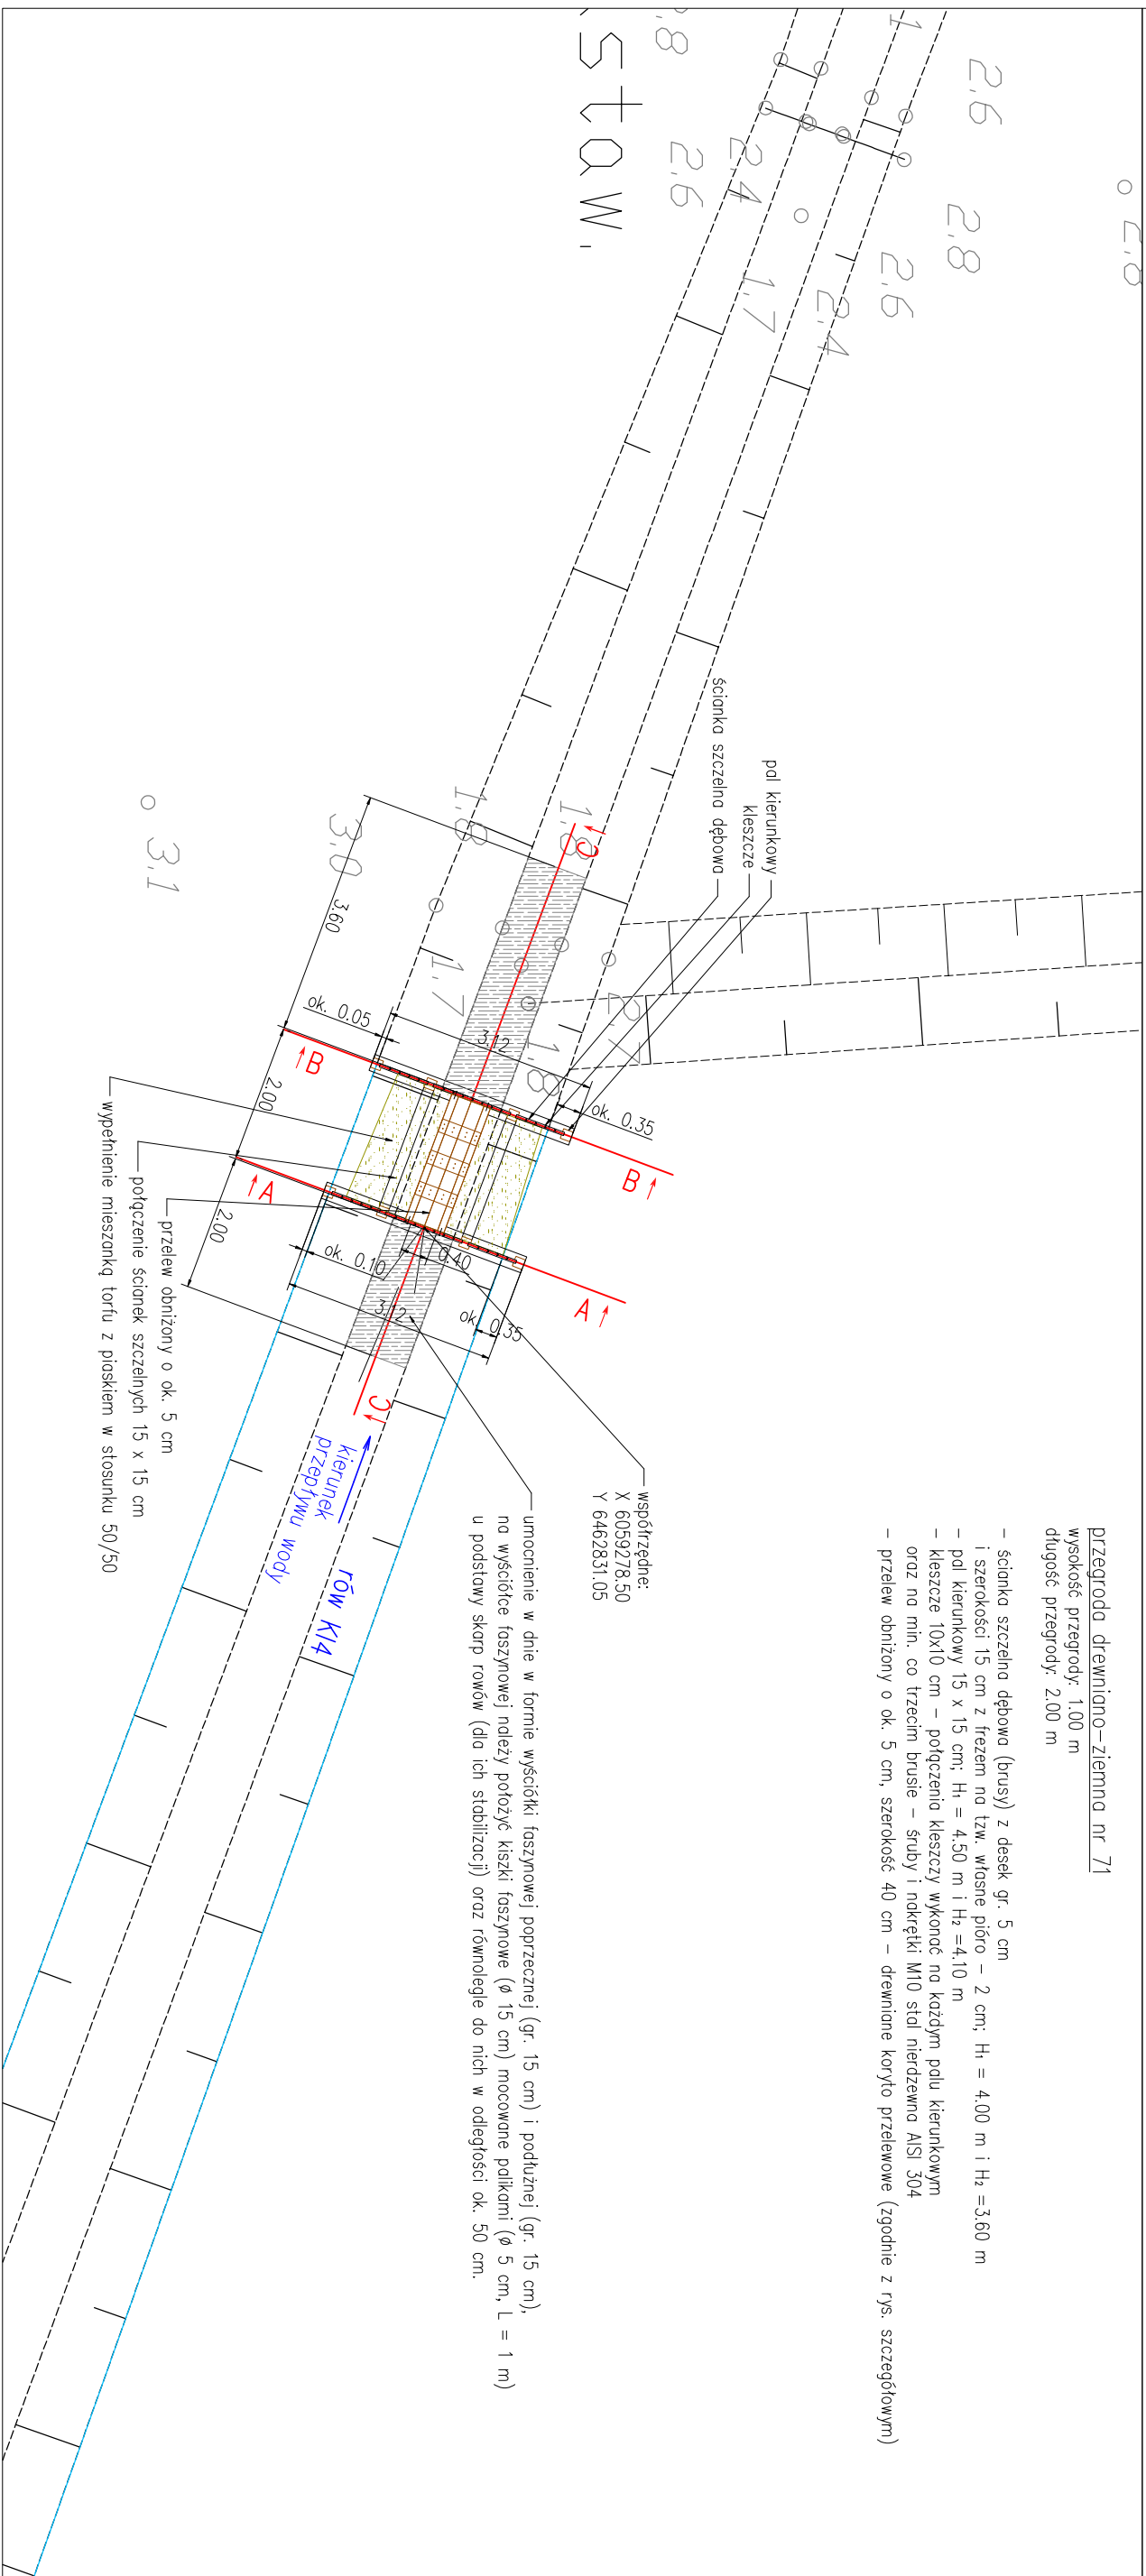 przegroda drewniano-ziemna nr 71
wysokość przegrody: 1.00 m
długość przegrody: 2.00 m
- ścianka szczelna dębowa (brusy) z desek gr. 5 cm
i szerokości 15 cm z frezem na tzw. własne pióro - 2 cm; H₁ = 4.00 m i H₂ =3.60 m
- pal kierunkowy 15 x 15 cm; H₁ = 4.50 m i H₂ =4.10 m
- kleszcze 10x10 cm - połączenia kleszczy wykonać na każdym palu kierunkowym
oraz na min. co trzecim brusie - śruby i nakrętki M10 stal nierdzewna AISI 304
- przelew obniżony o ok. 5 cm, szerokość 40 cm - drewniane koryto przelewowe (zgodnie z rys. szczegółowym)
2.6
2.8
2.6
2.4
1.7
2.4
2.6
staw.
pal kierunkowy
kleszcze
ścianka szczelna dębowa
współrzędne:
X 6059278.50
Y 6462831.05
umocnienie w dnie w formie wyściółki faszynowej poprzecznej (gr. 15 cm) i podłużnej (gr. 15 cm),
na wyściółce faszynowej należy położyć kiszki faszynowe (ø 15 cm) mocowane palikami (ø 5 cm, L = 1 m)
u podstawy skarp rowów (dla ich stabilizacji) oraz równolegle do nich w odległości ok. 50 cm.
C
1.8
1.8
3.0
3.1
1.7
2.7
1.8
3.60
ok. 0.05
3.12
ok. 0.35
B
B
2.00
A
A
2.00
ok. 0.10
0.40
3.12
ok. 0.35
C
kierunek
przepływu wody
rów K14
przelew obniżony o ok. 5 cm
połączenie ścianek szczelnych 15 x 15 cm
wypełnienie mieszanką torfu z piaskiem w stosunku 50/50